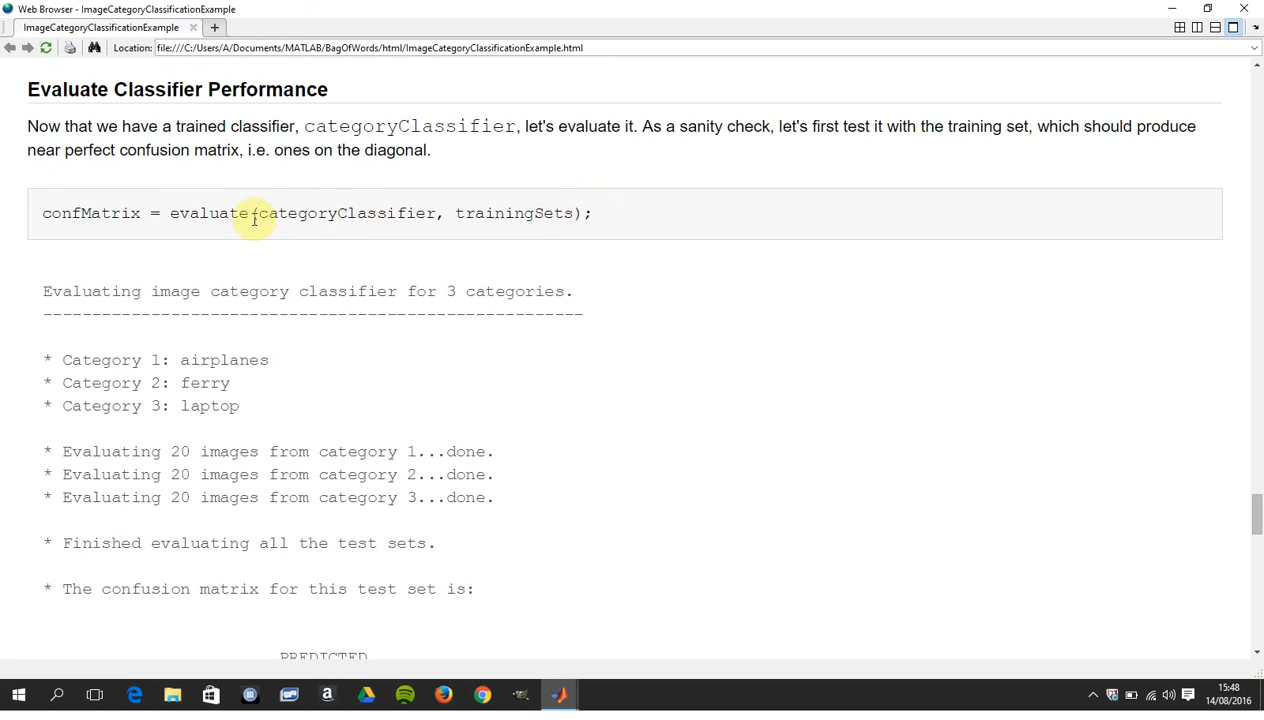 Web Browser - ImageCategoryClassificationExample
ImageCategoryClassificationExample
Location: file:///C:/Users/A/Documents/MATLAB/BagOfWords/html/ImageCategoryClassificationExample.html
Evaluate Classifier Performance
Now that we have a trained classifier, categoryClassifier, let's evaluate it. As a sanity check, let's first test it with the training set, which should produce
near perfect confusion matrix, i.e. ones on the diagonal.
confMatrix = evaluate(categoryClassifier, trainingSets);
Evaluating image category classifier for 3 categories.
-------------------------------------------------------
* Category 1: airplanes
* Category 2: ferry
* Category 3: laptop
* Evaluating 20 images from category 1...done.
* Evaluating 20 images from category 2...done.
* Evaluating 20 images from category 3...done.
* Finished evaluating all the test sets.
* The confusion matrix for this test set is:
PREDICTED
15:48
14/08/2016